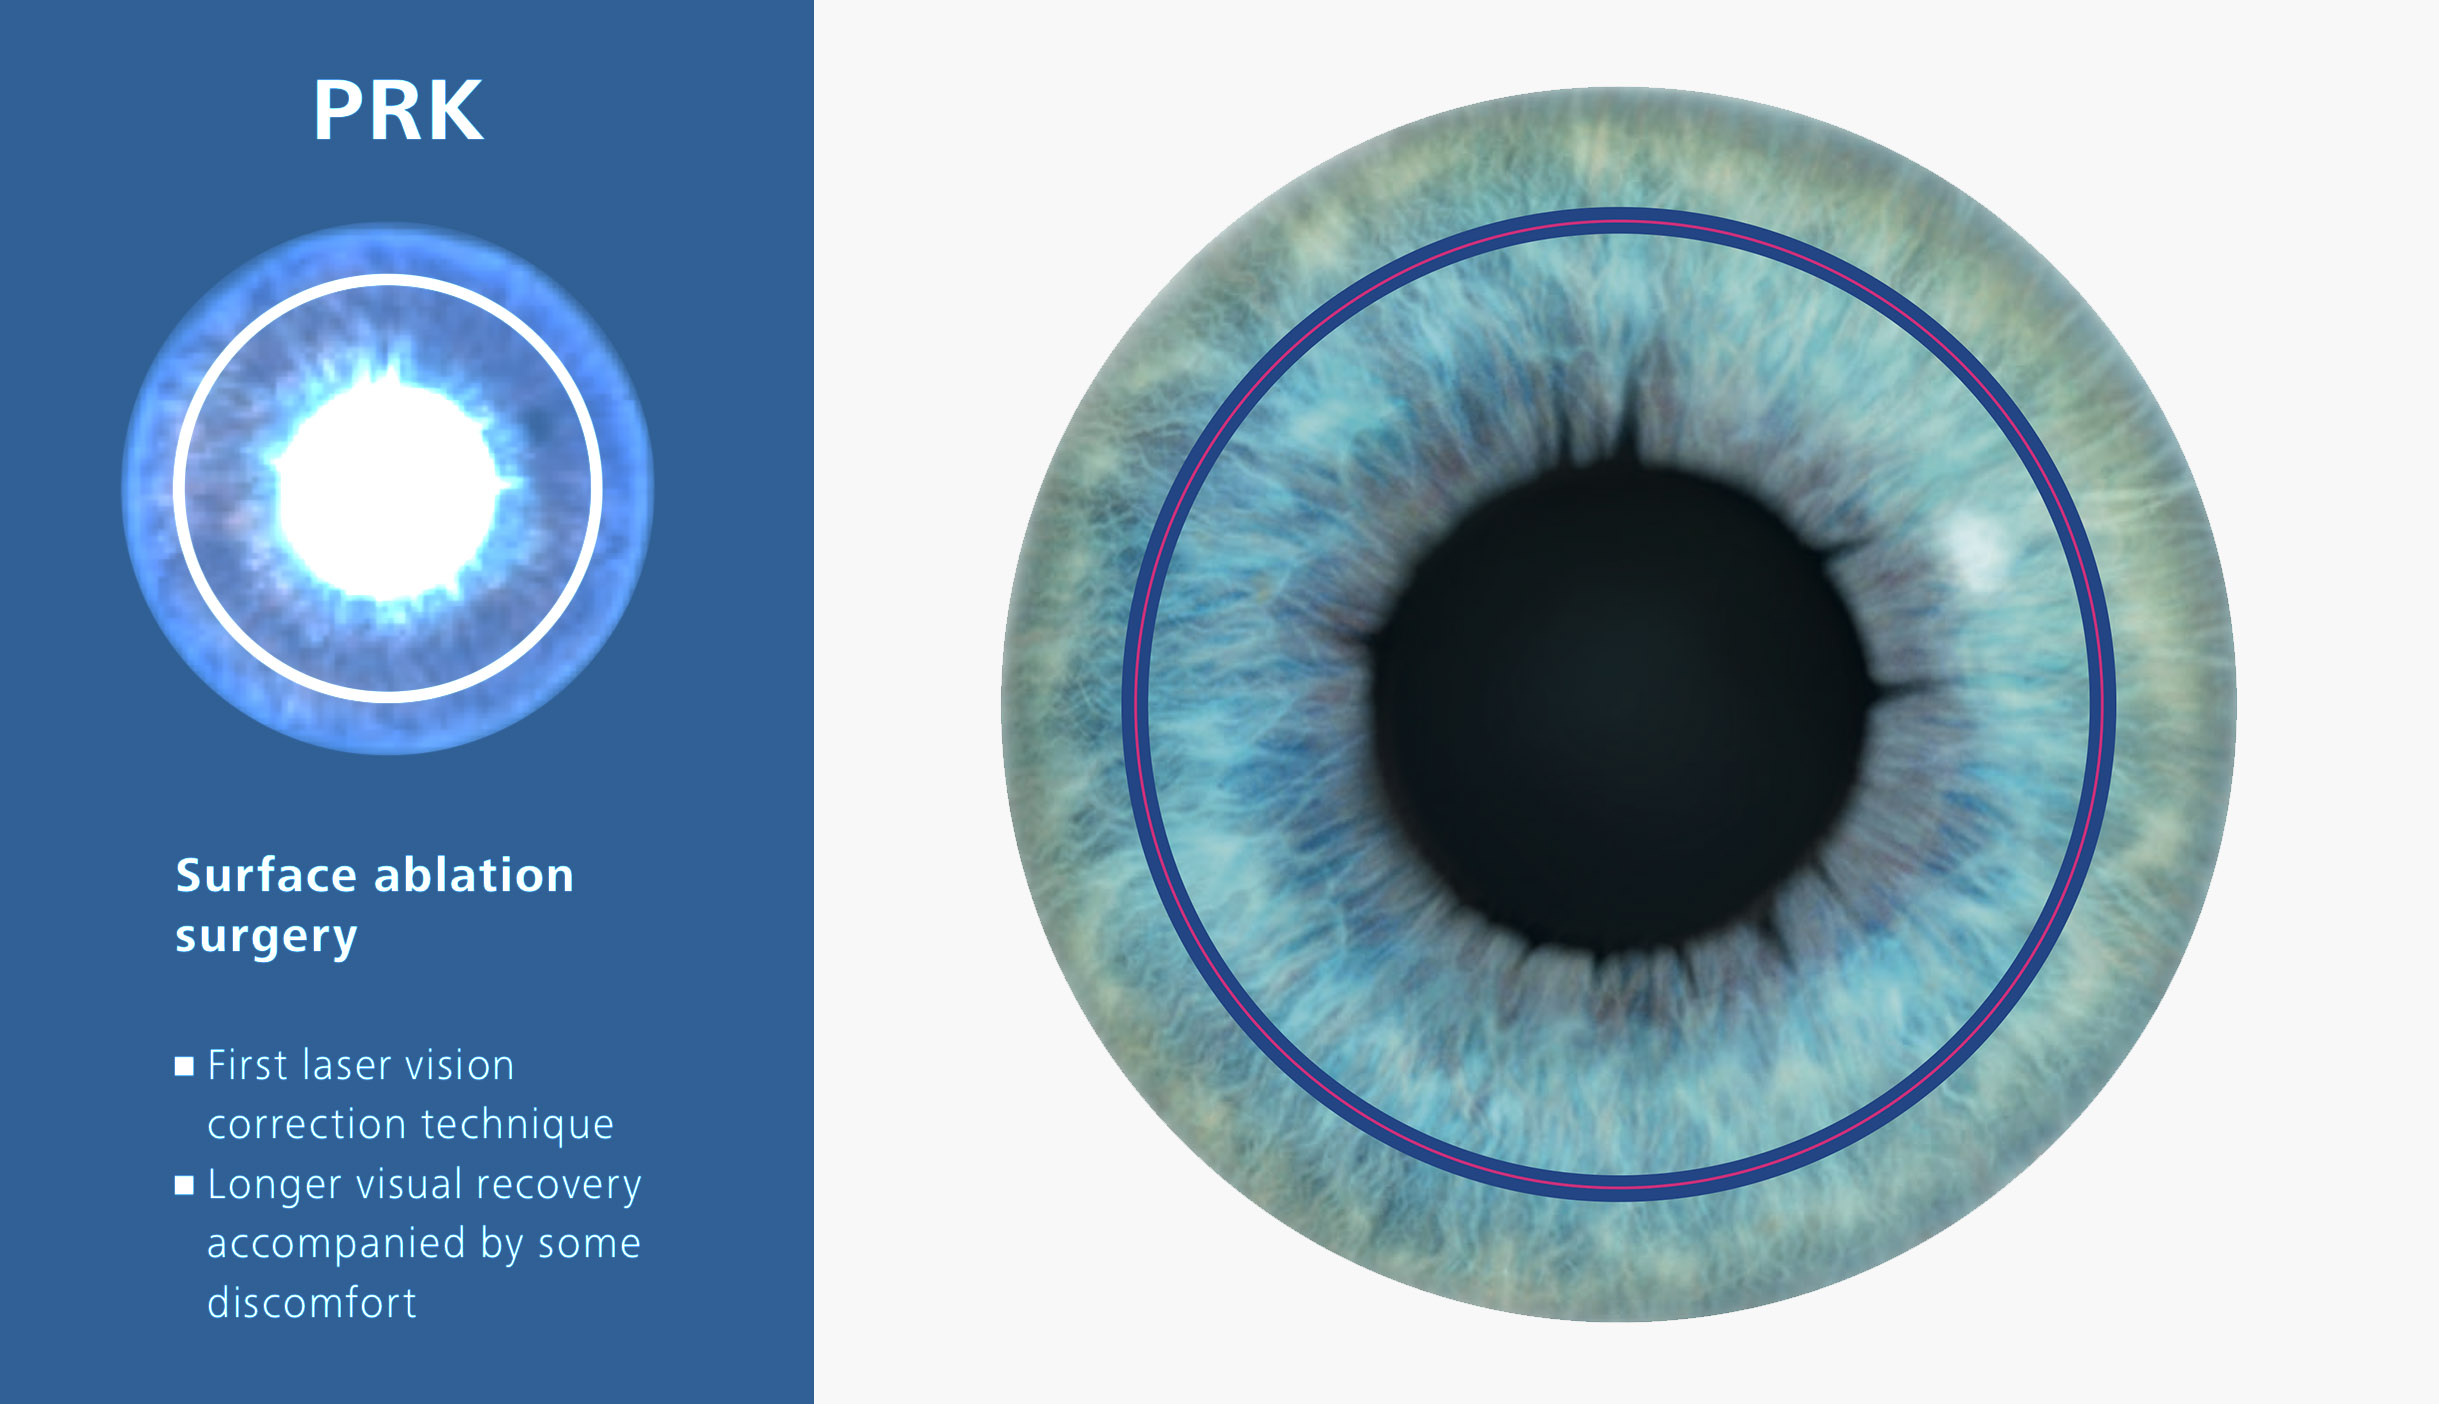 PRK
Surface ablation
surgery
■ First laser vision
correction technique
■ Longer visual recovery
accompanied by some
discomfort